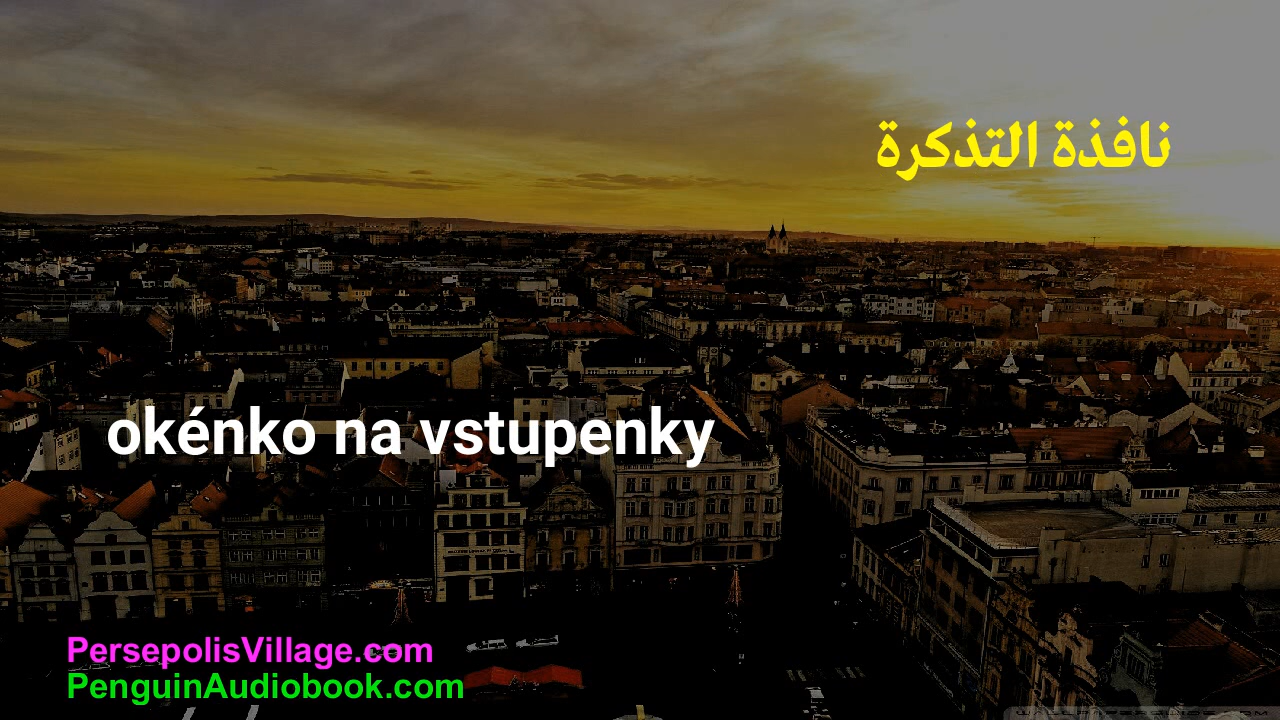 نافذة التذكرة
okénko na vstupenky
PersepolisVillage.com
PenguinAudiobook.com